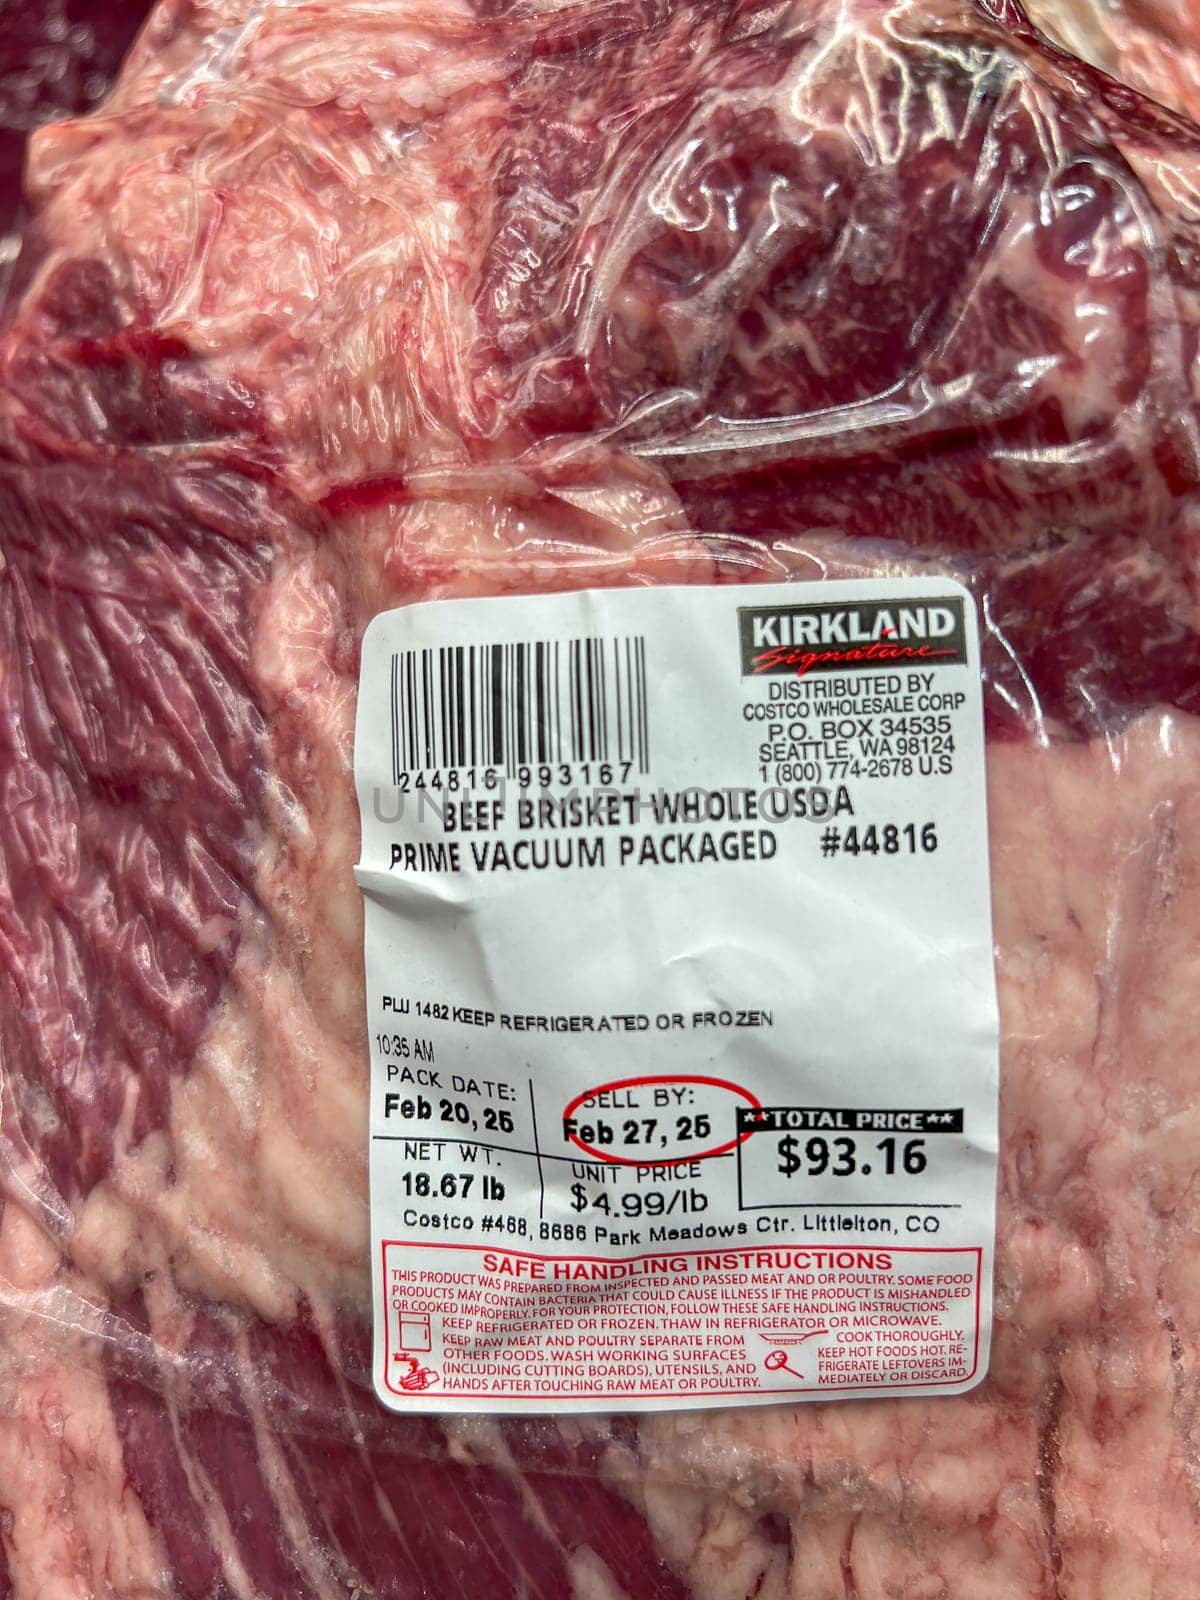 KIRKLAND
Signature
DISTRIBUTED BY
COSTCO WHOLESALE CORP
P.O. BOX 34535
SEATTLE, WA 98124
1 (800) 774-2678 U.S
244816 993167
UNITIMPHOTOS
BEEF BRISKET WHOLE USDA
PRIME VACUUM PACKAGED #44816
PLU 1482 KEEP REFRIGERATED OR FROZEN
10:35 AM
PACK DATE:
Feb 20, 25
SELL BY:
Feb 27, 25
**TOTAL PRICE**
$93.16
NET WT.
18.67 lb
UNIT PRICE
$4.99/lb
Costco #468, 8686 Park Meadows Ctr. Littlelton, CO
SAFE HANDLING INSTRUCTIONS
THIS PRODUCT WAS PREPARED FROM INSPECTED AND PASSED MEAT AND OR POULTRY. SOME FOOD
PRODUCTS MAY CONTAIN BACTERIA THAT COULD CAUSE ILLNESS IF THE PRODUCT IS MISHANDLED
OR COOKED IMPROPERLY. FOR YOUR PROTECTION, FOLLOW THESE SAFE HANDLING INSTRUCTIONS.
KEEP REFRIGERATED OR FROZEN. THAW IN REFRIGERATOR OR MICROWAVE.
KEEP RAW MEAT AND POULTRY SEPARATE FROM
OTHER FOODS. WASH WORKING SURFACES
(INCLUDING CUTTING BOARDS), UTENSILS, AND
HANDS AFTER TOUCHING RAW MEAT OR POULTRY.
COOK THOROUGHLY.
KEEP HOT FOODS HOT. RE-
FRIGERATE LEFTOVERS IM-
MEDIATELY OR DISCARD.